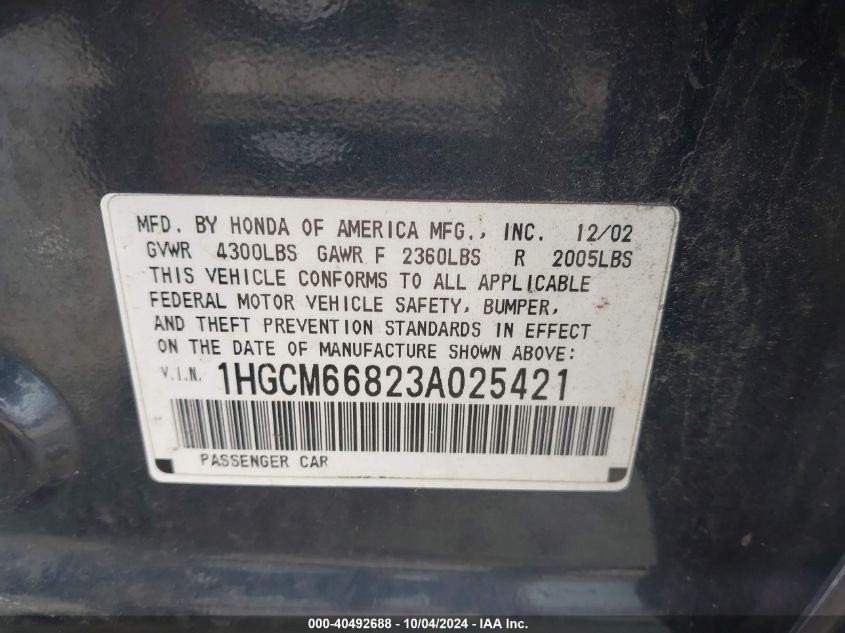 MFD. BY HONDA OF AMERICA MFG., INC. 12/02
GVWR 4300LBS GAWR F 2360LBS R 2005LBS
THIS VEHICLE CONFORMS TO ALL APPLICABLE
FEDERAL MOTOR VEHICLE SAFETY, BUMPER,
AND THEFT PREVENTION STANDARDS IN EFFECT
ON THE DATE OF MANUFACTURE SHOWN ABOVE:
V.I.N. 1HGCM66823A025421
PASSENGER CAR
000-40492688 - 10/04/2024 - IAA Inc.